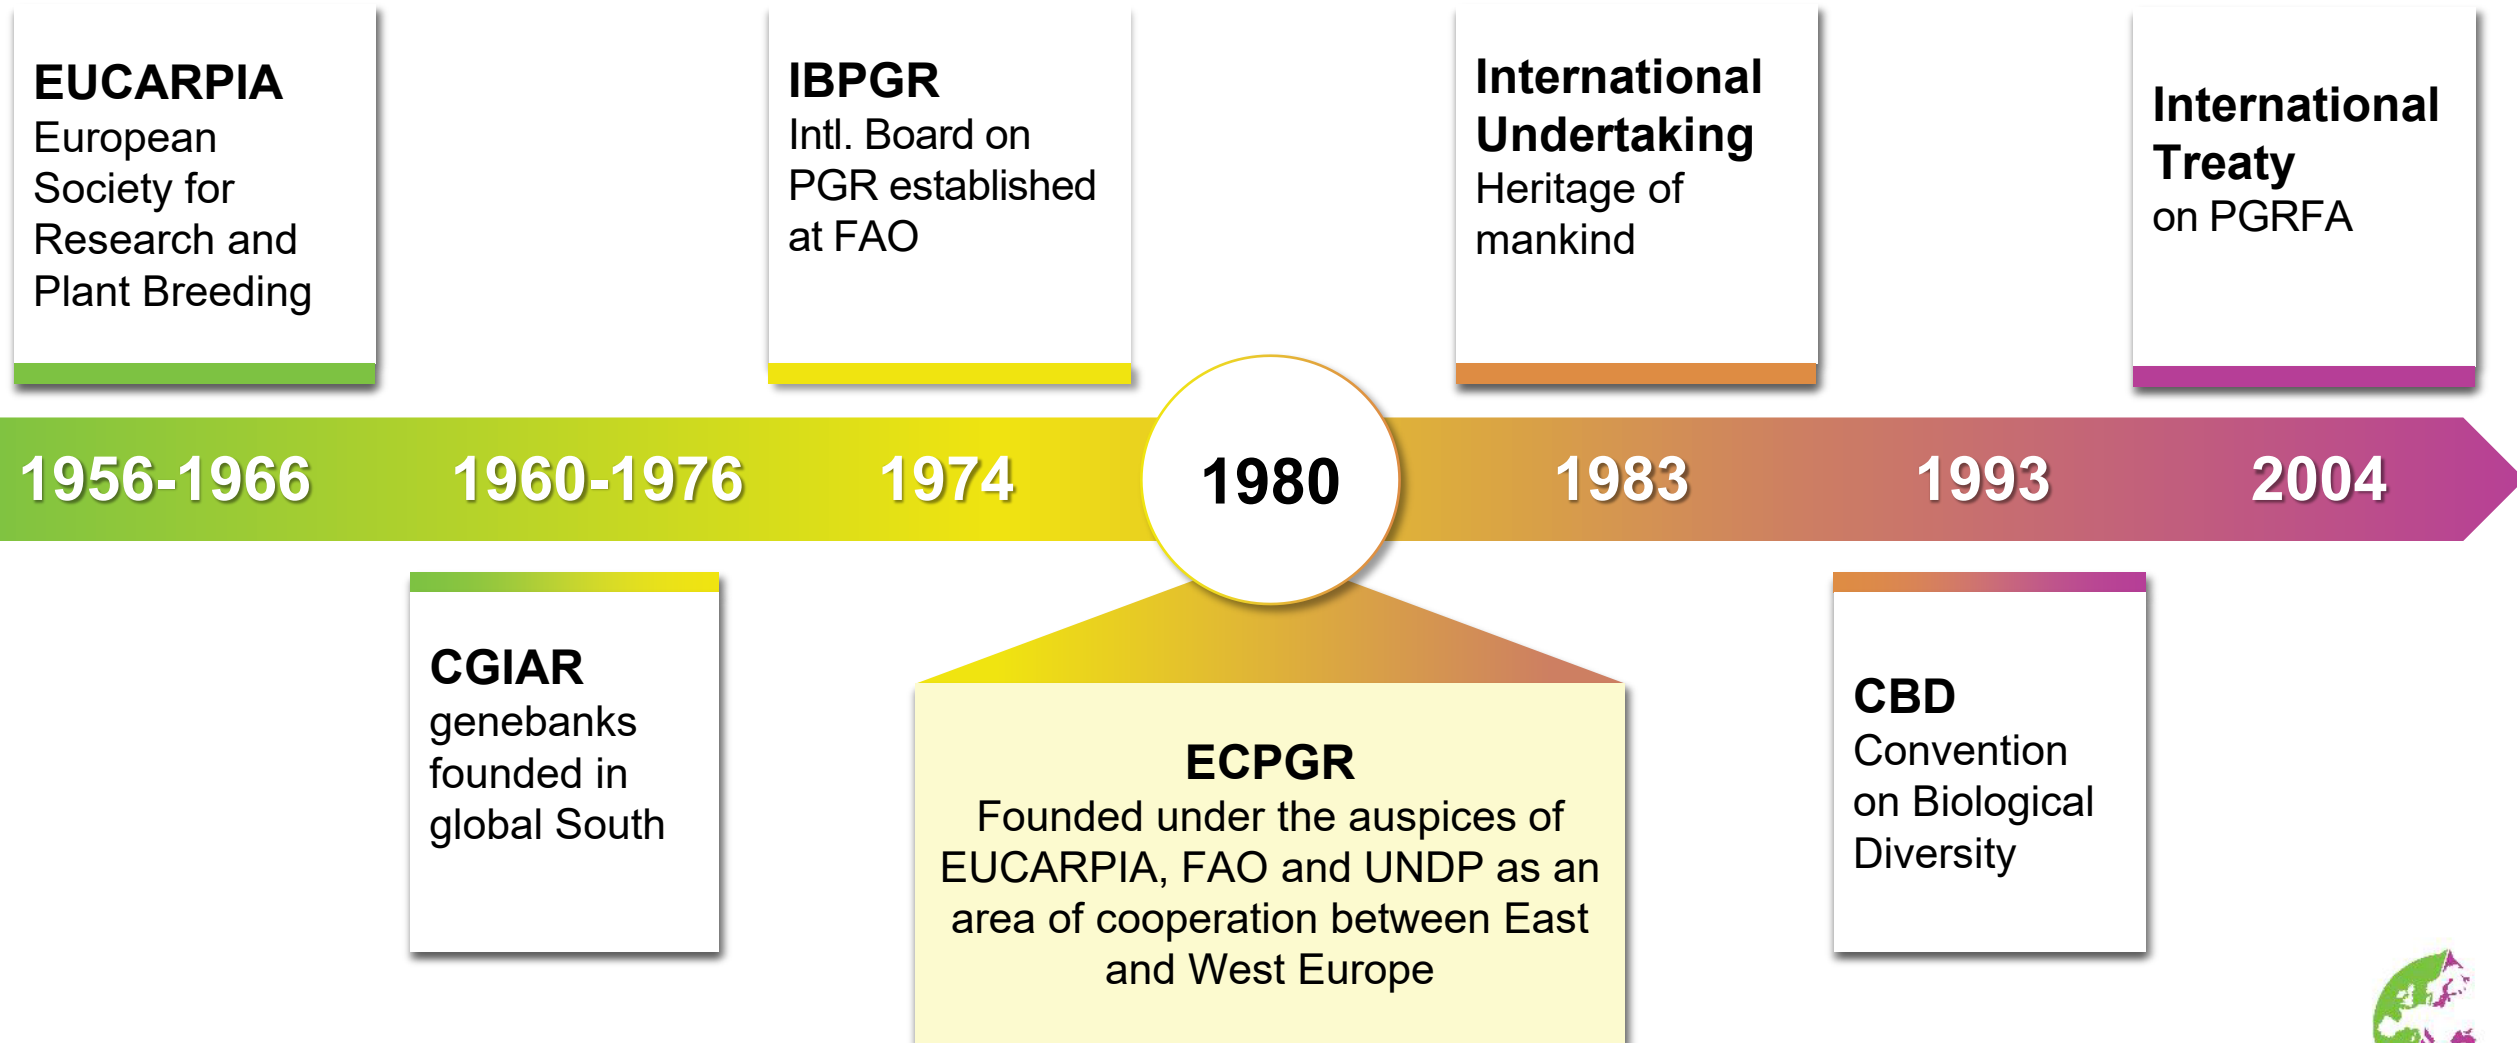 EUCARPIA
European
Society for
Research and
Plant Breeding
IBPGR
Intl. Board on
PGR established
at FAO
International
Undertaking
Heritage of
mankind
International
Treaty
on PGRFA
1956-1966
1960-1976
1974
1980
1983
1993
2004
CGIAR
genebanks
founded in
global South
ECPGR
Founded under the auspices of
EUCARPIA, FAO and UNDP as an
area of cooperation between East
and West Europe
CBD
Convention
on Biological
Diversity